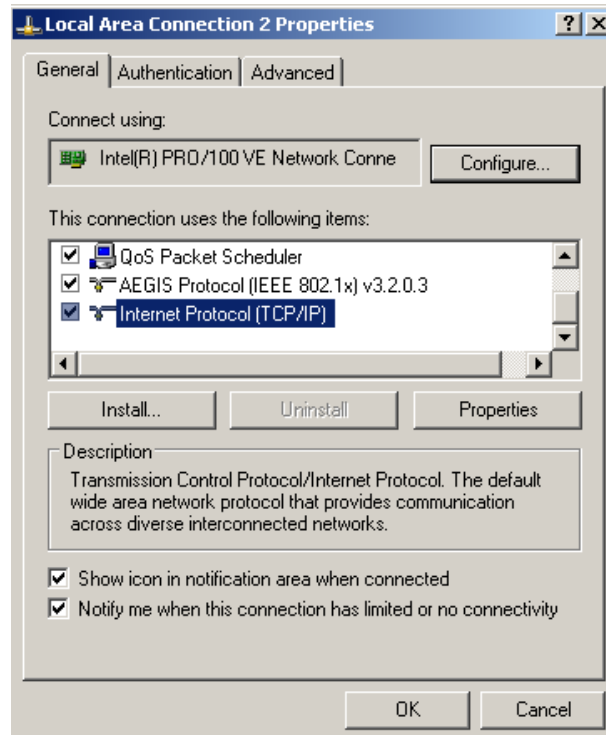 Local Area Connection 2 Properties
General Authentication Advanced
Connect using:
Intel(R) PRO/100 VE Network Conne Configure...
This connection uses the following items:
QoS Packet Scheduler
AEGIS Protocol (IEEE 802.1x) v3.2.0.3
Internet Protocol (TCP/IP)
Install... Uninstall Properties
Description
Transmission Control Protocol/Internet Protocol. The default
wide area network protocol that provides communication
across diverse interconnected networks.
Show icon in notification area when connected
Notify me when this connection has limited or no connectivity
OK Cancel